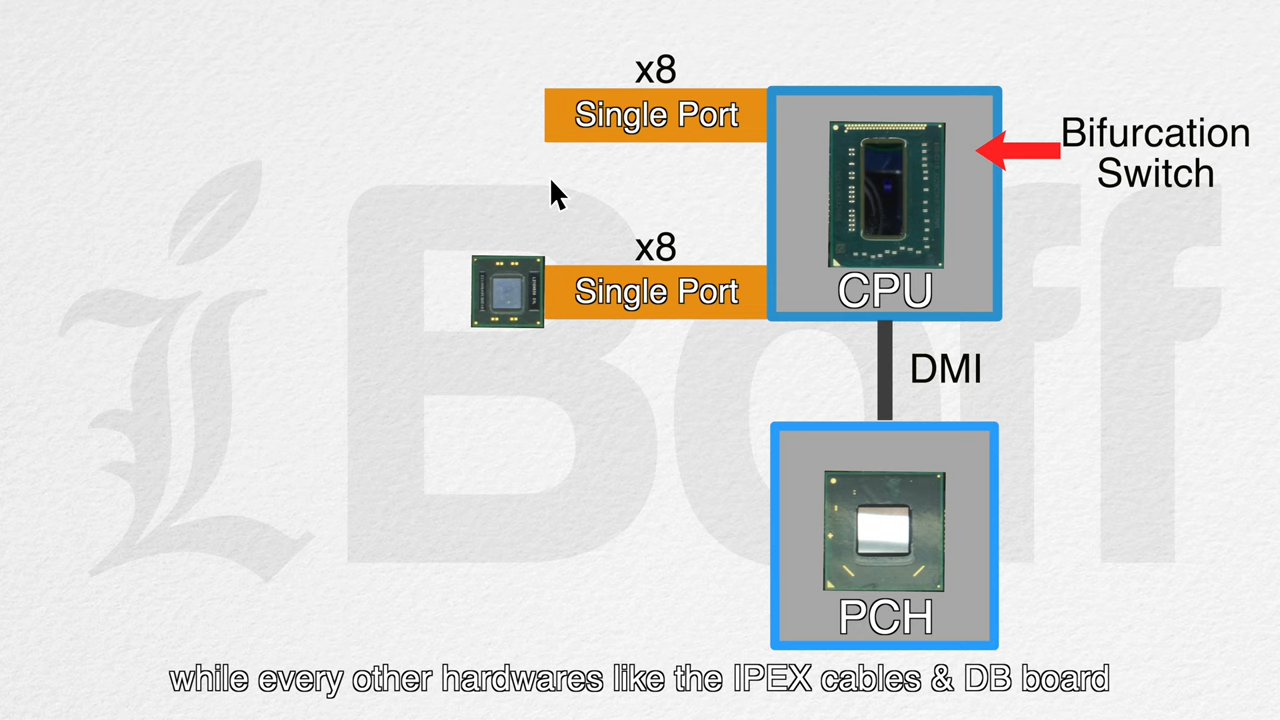 x8
Single Port
Bifurcation
Switch
x8
Single Port
CPU
DMI
PCH
while every other hardwares like the IPEX cables & DB board